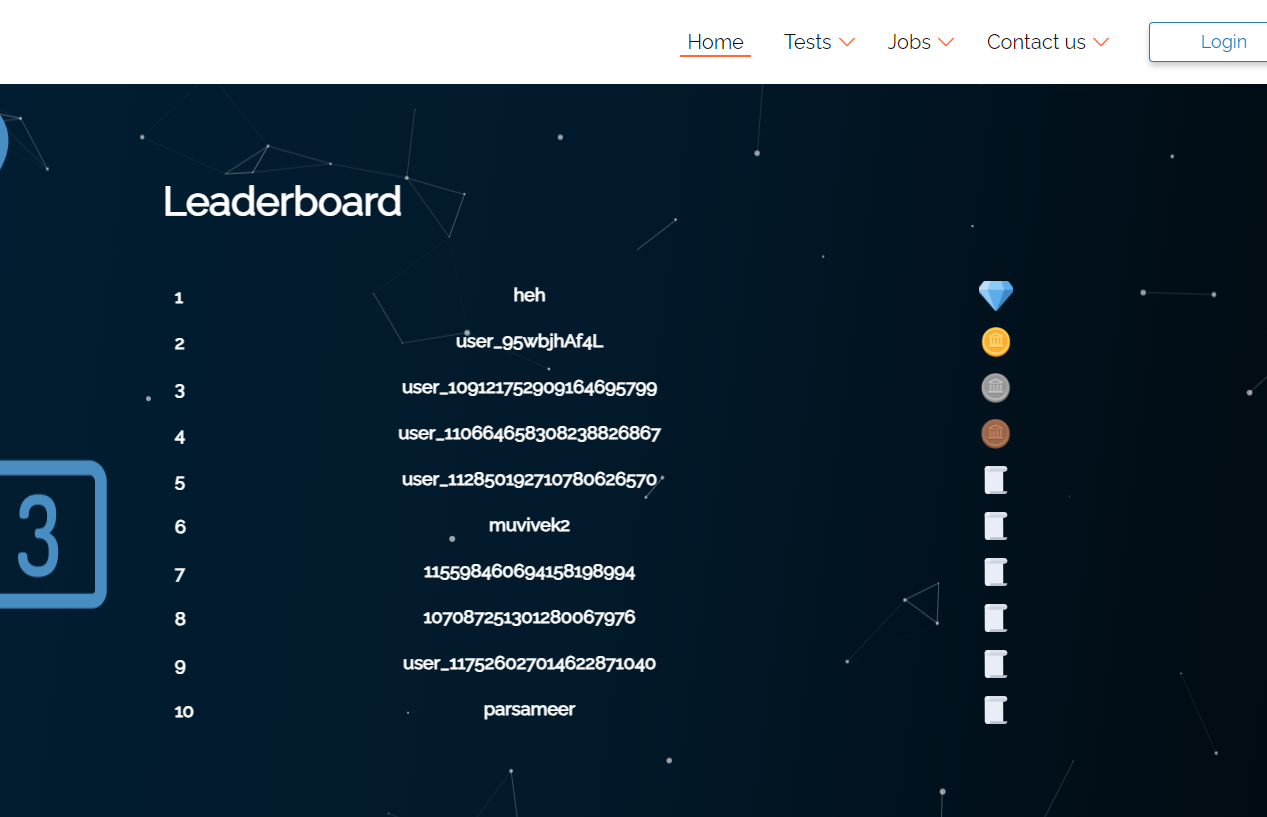 Home Tests Jobs Contact us Login
Leaderboard
1 heh
2 user_95wbjhAf4L
3 user_109121752909164695799
4 user_110664658308238826867
5 user_112850192710780626570
6 muvivek2
7 115598460694158198994
8 107087251301280067976
9 user_117526027014622871040
10 parsameer
3